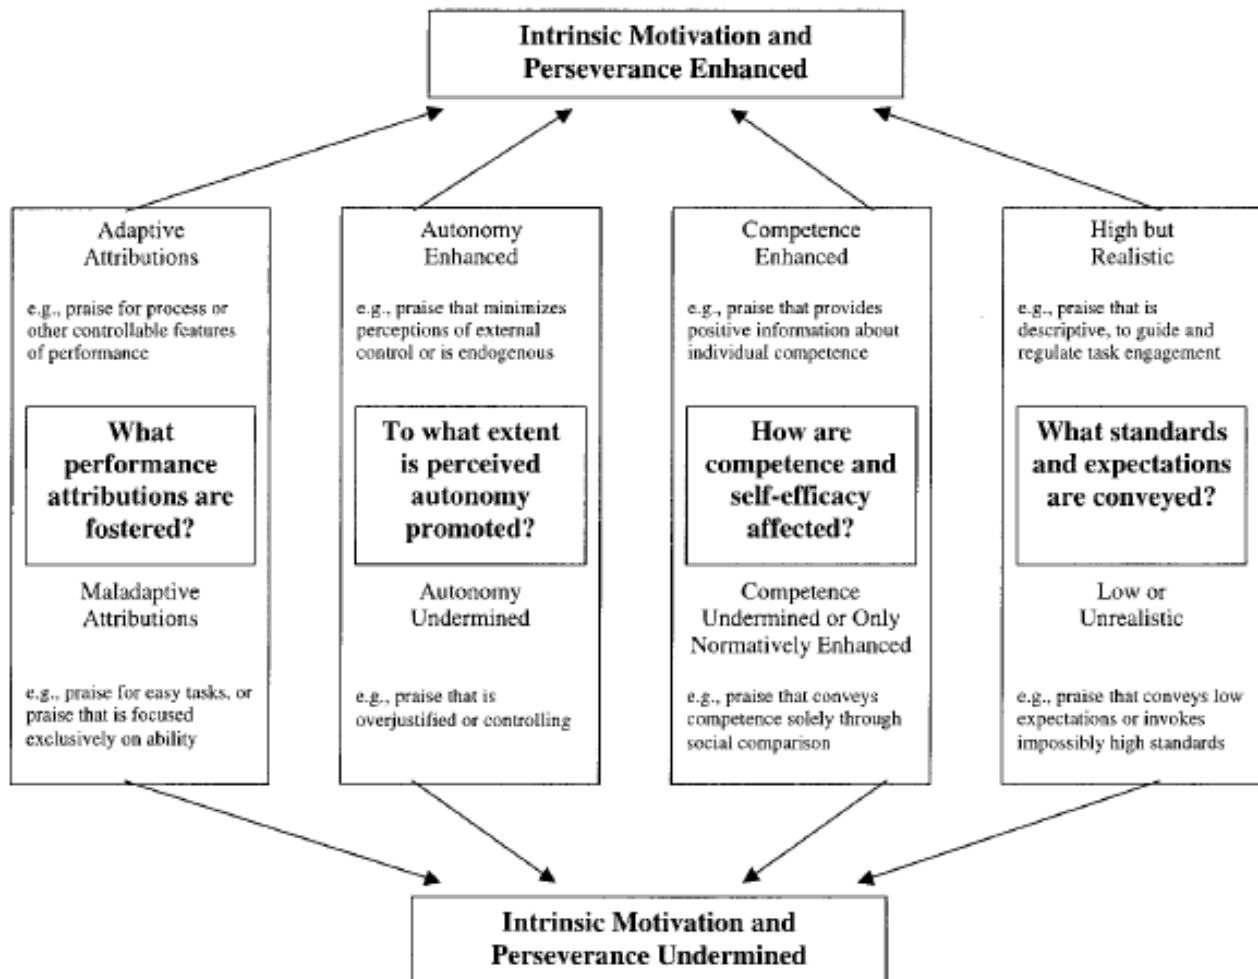 Intrinsic Motivation and
Perseverance Enhanced
Adaptive
Attributions
e.g., praise for process or
other controllable features
of performance
What
performance
attributions are
fostered?
Maladaptive
Attributions
e.g., praise for easy tasks, or
praise that is focused
exclusively on ability
Autonomy
Enhanced
e.g., praise that minimizes
perceptions of external
control or is endogenous
To what extent
is perceived
autonomy
promoted?
Autonomy
Undermined
e.g., praise that is
overjustified or controlling
Competence
Enhanced
e.g., praise that provides
positive information about
individual competence
How are
competence and
self-efficacy
affected?
Competence
Undermined or Only
Normatively Enhanced
e.g., praise that conveys
competence solely through
social comparison
High but
Realistic
e.g., praise that is
descriptive, to guide and
regulate task engagement
What standards
and expectations
are conveyed?
Low or
Unrealistic
e.g., praise that conveys low
expectations or invokes
impossibly high standards
Intrinsic Motivation and
Perseverance Undermined